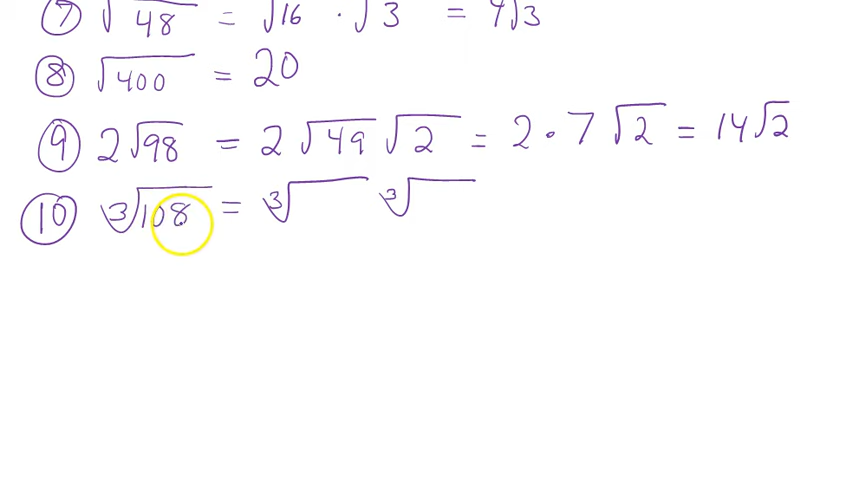 ⑦ √48 = √16 · √3 = 4√3
⑧ √400 = 20
⑨ 2√98 = 2√49 √2 = 2 · 7√2 = 14√2
⑩ ∛108 = ∛ ∛